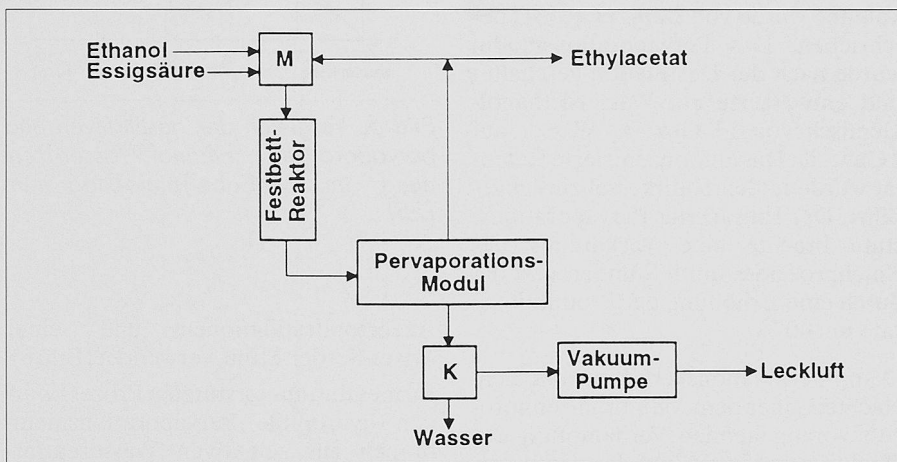 Ethanol
Essigsäure
M
Ethylacetat
Festbett-
Reaktor
Pervaporations-
Modul
K
Vakuum-
Pumpe
Leckluft
Wasser